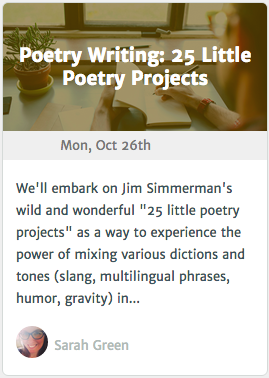 Poetry Writing: 25 Little
Poetry Projects
Mon, Oct 26th
We'll embark on Jim Simmerman's
wild and wonderful "25 little poetry
projects" as a way to experience the
power of mixing various dictions and
tones (slang, multilingual phrases,
humor, gravity) in...
Sarah Green